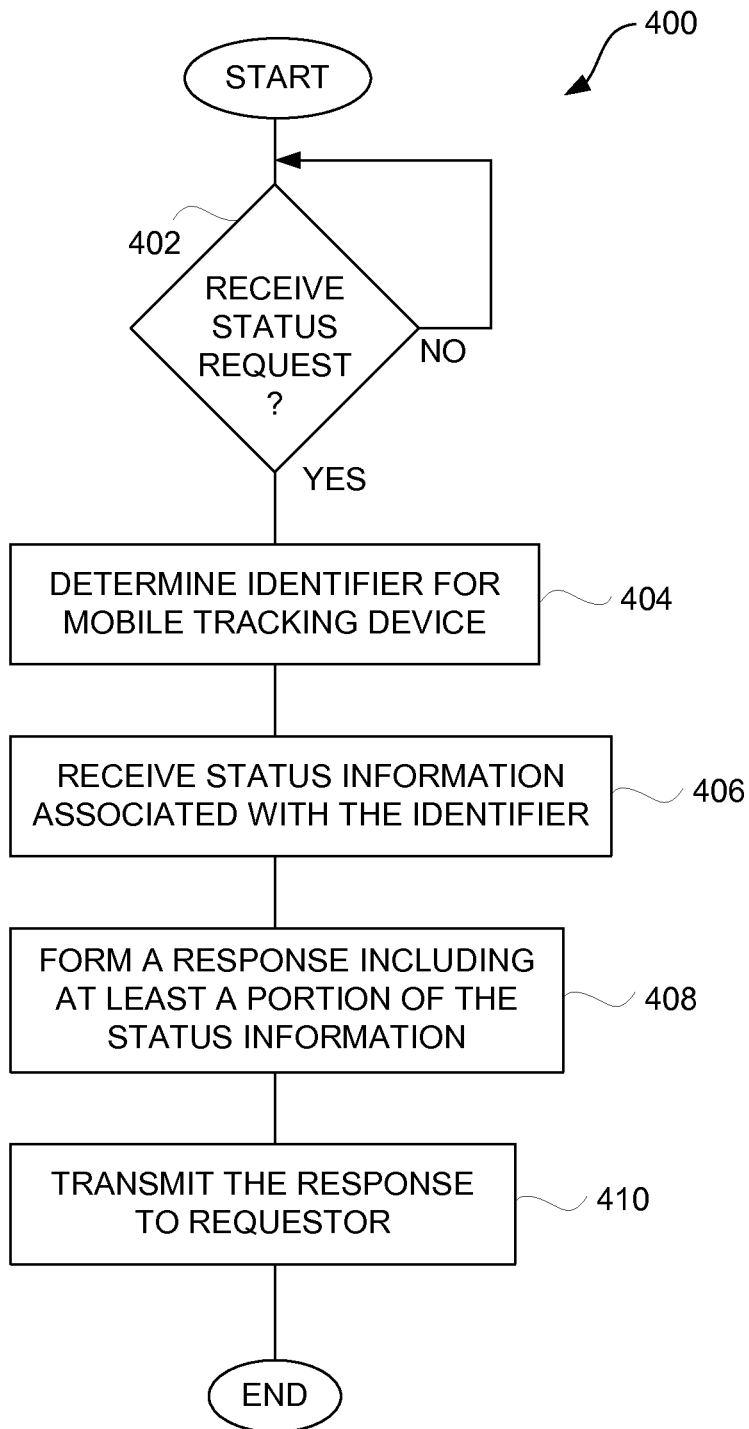 400
START
402
RECEIVE
STATUS
REQUEST
?
NO
YES
DETERMINE IDENTIFIER FOR
MOBILE TRACKING DEVICE
404
RECEIVE STATUS INFORMATION
ASSOCIATED WITH THE IDENTIFIER
406
FORM A RESPONSE INCLUDING
AT LEAST A PORTION OF THE
STATUS INFORMATION
408
TRANSMIT THE RESPONSE
TO REQUESTOR
410
END